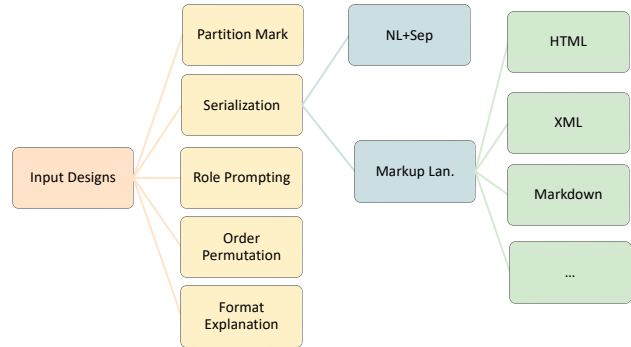 Input Designs
Partition Mark
Serialization
Role Prompting
Order
Permutation
Format
Explanation
NL+Sep
Markup Lan.
HTML
XML
Markdown
...